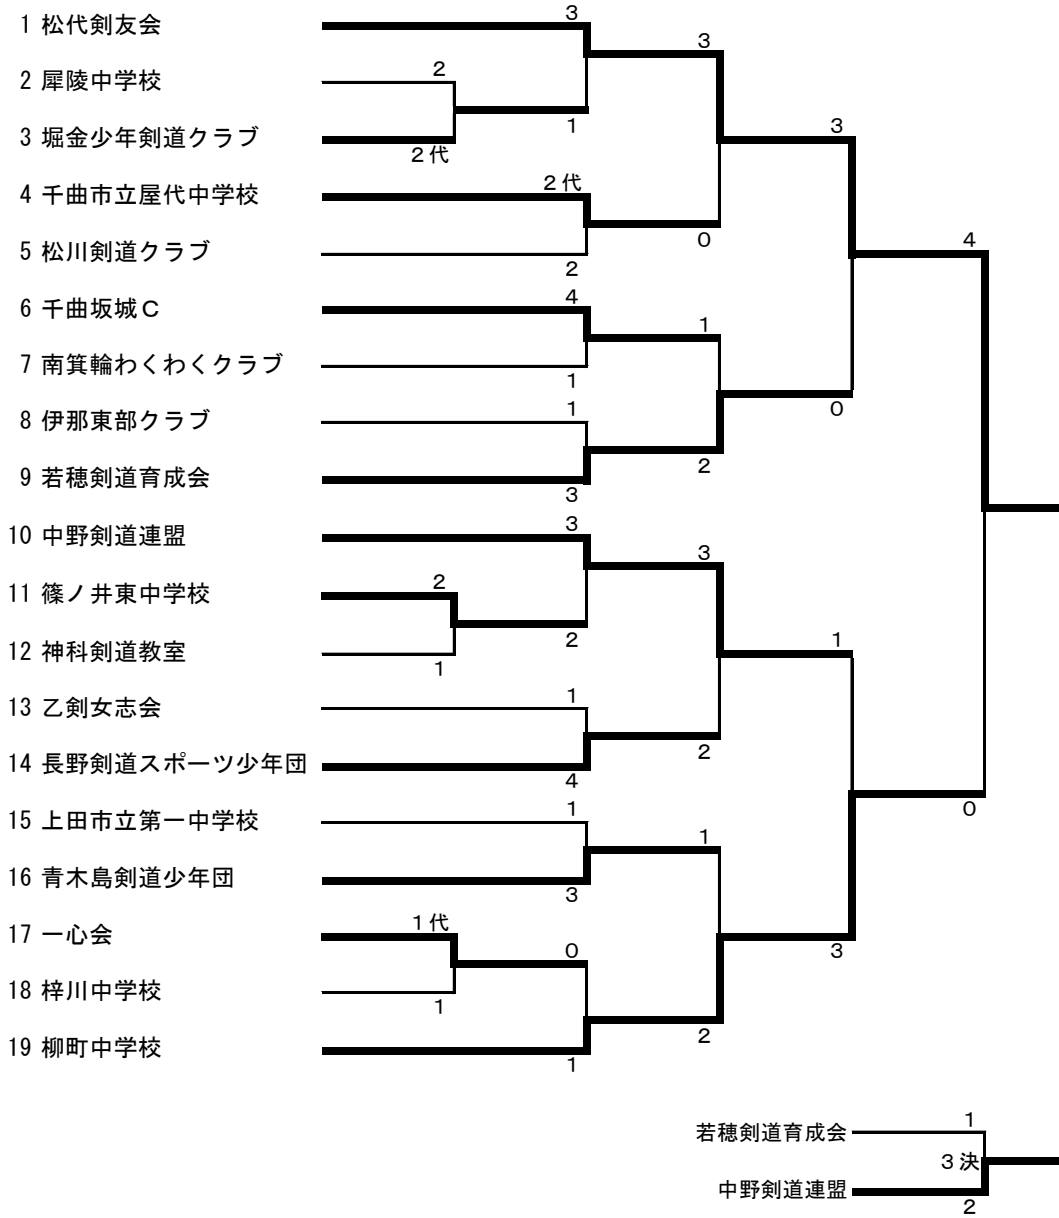 3
1 松代剣友会
3
2
2 犀陵中学校
1
3
3 堀金少年剣道クラブ
2代
2代
4 千曲市立屋代中学校
0
4
5 松川剣道クラブ
2
4
6 千曲坂城C
1
7 南箕輪わくわくクラブ
1
1
0
8 伊那東部クラブ
2
9 若穂剣道育成会
3
3
10 中野剣道連盟
3
2
11 篠ノ井東中学校
2
1
12 神科剣道教室
1
1
13 乙剣女志会
2
14 長野剣道スポーツ少年団
4
1
0
15 上田市立第一中学校
1
16 青木島剣道少年団
3
1代
17 一心会
0
3
18 梓川中学校
1
2
19 柳町中学校
1
1
若穂剣道育成会
3決
中野剣道連盟
2